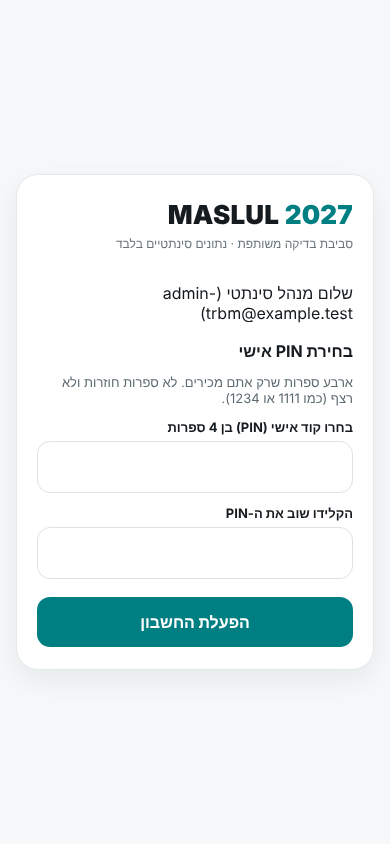 MASLUL 2027
סביבת בדיקה משותפת · נתונים סינתטיים בלבד
שלום מנהל סינתטי (admin-
trbm@example.test)
בחירת PIN אישי
ארבע ספרות שרק אתם מכירים. לא ספרות חוזרות ולא
רצף (כמו 1111 או 1234).
בחרו קוד אישי (PIN) בן 4 ספרות
הקלידו שוב את ה-PIN
הפעלת החשבון